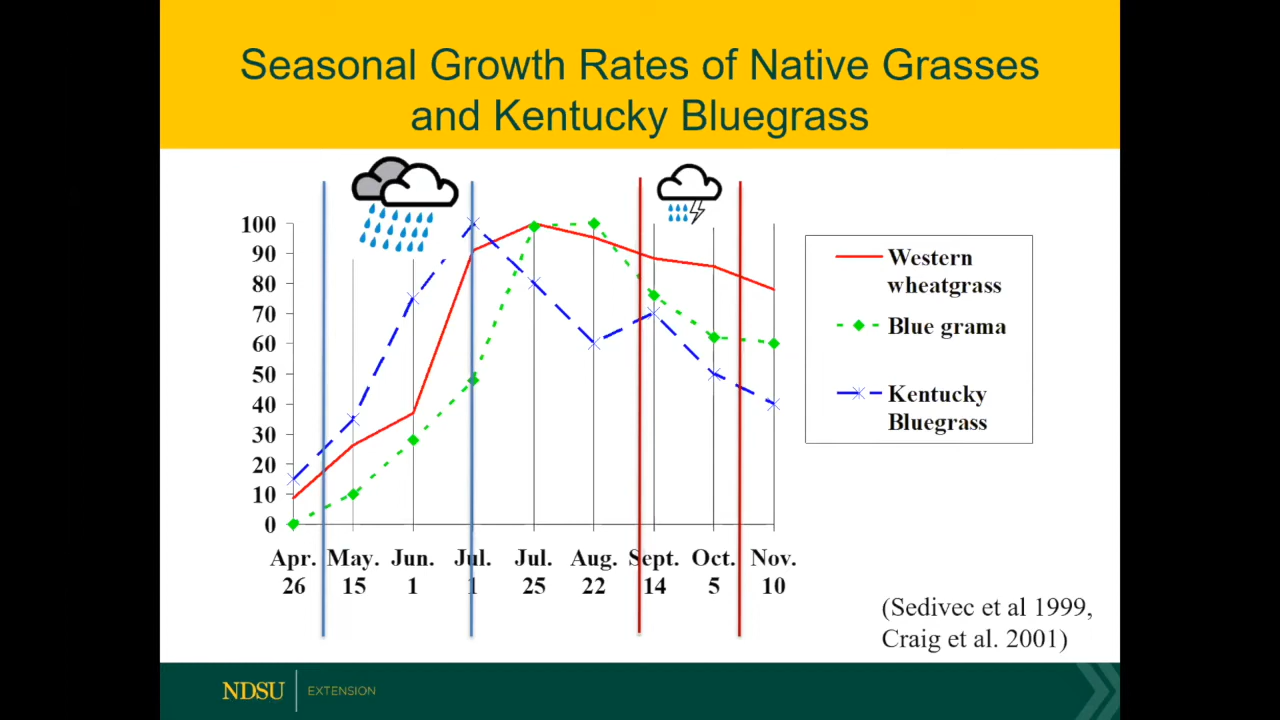 Seasonal Growth Rates of Native Grasses
and Kentucky Bluegrass
100
90
80
70
60
50
40
30
20
10
0
Apr. May. Jun. Jul. Jul. Aug. Sept. Oct. Nov.
26 15 1 1 25 22 14 5 10
Western
wheatgrass
Blue grama
Kentucky
Bluegrass
(Sedivec et al 1999,
Craig et al. 2001)
NDSU EXTENSION